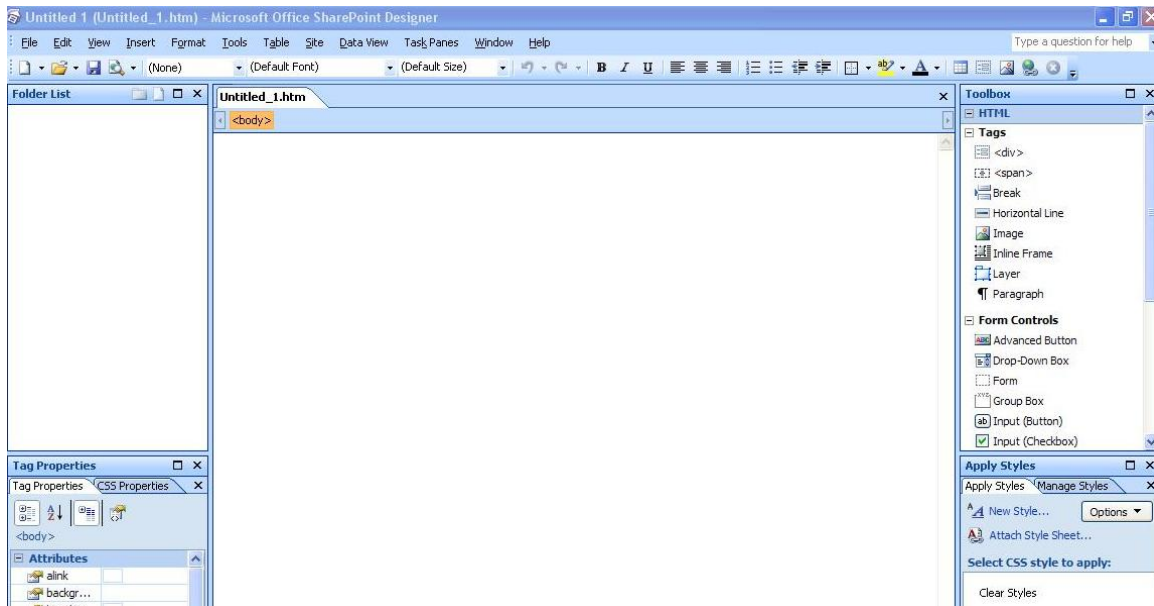 Untitled 1 (Untitled_1.htm) - Microsoft Office SharePoint Designer
File Edit View Insert Format Tools Table Site Data View Task Panes Window Help Type a question for help
(None) (Default Font) (Default Size) B I U ab A
Folder List
Untitled_1.htm
<body>
Toolbox
HTML
Tags
<div>
<span>
Break
Horizontal Line
Image
Inline Frame
Layer
Paragraph
Form Controls
Advanced Button
Drop-Down Box
Form
Group Box
Input (Button)
Input (Checkbox)
Tag Properties
Tag Properties CSS Properties
<body>
Attributes
alink
backgr...
Apply Styles
Apply Styles Manage Styles
New Style... Options
Attach Style Sheet...
Select CSS style to apply:
Clear Styles